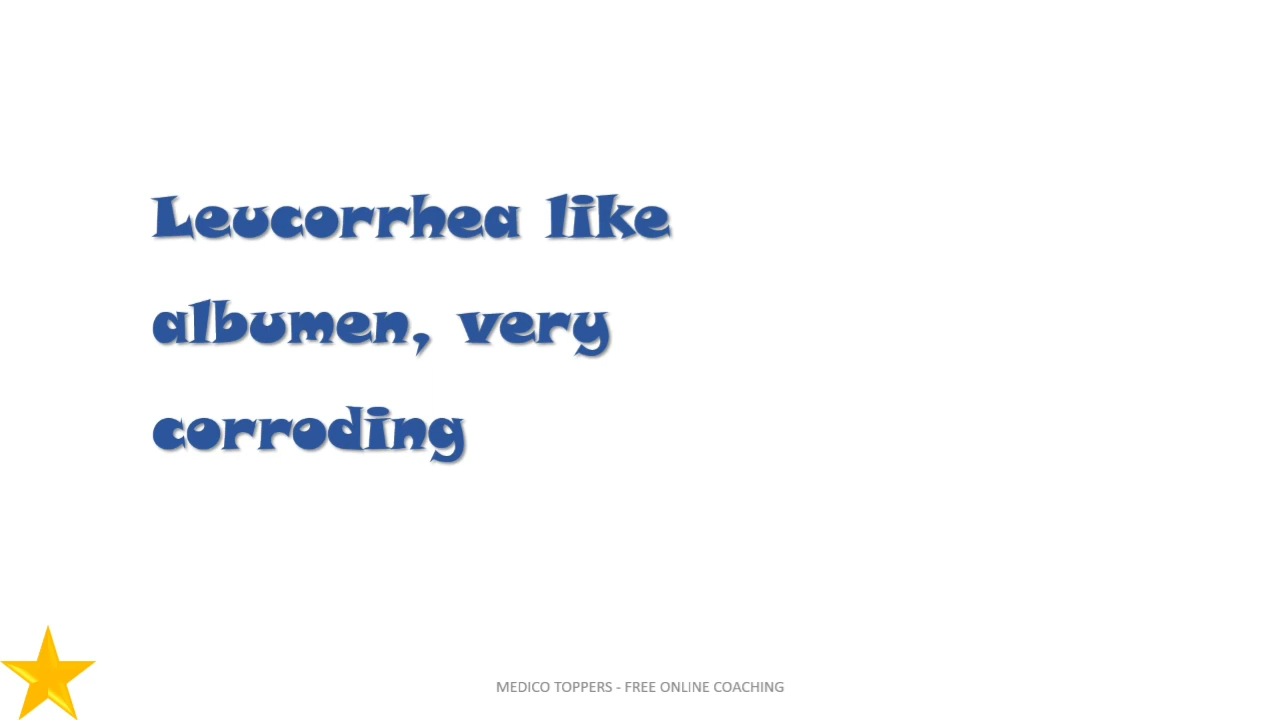 Leucorrhea like
albumen, very
corroding
MEDICO TOPPERS - FREE ONLINE COACHING